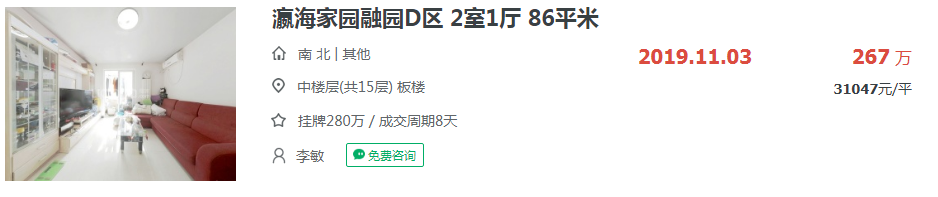 瀛海家园融园D区 2室1厅 86平米
南 北 | 其他
2019.11.03
267 万
中楼层(共15层) 板楼
31047元/平
挂牌280万 / 成交周期8天
李敏
免费咨询